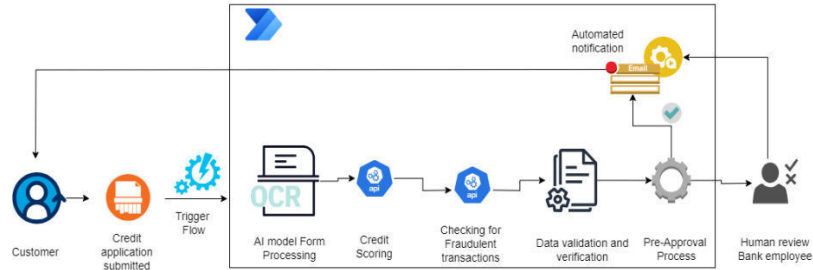 Automated
notification
Email
OCR
api
api
Customer
Credit
application
submitted
Trigger
Flow
AI model Form
Processing
Credit
Scoring
Checking for
Fraudulent
transactions
Data validation and
verification
Pre-Approval
Process
Human review
Bank employee